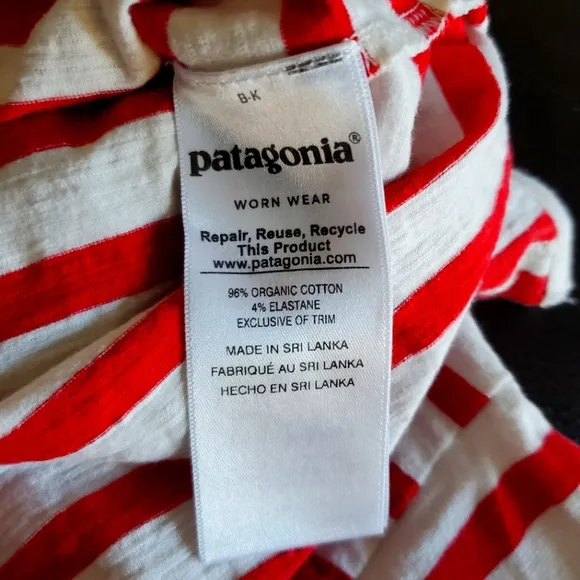 B-K
patagonia®
WORN WEAR
Repair, Reuse, Recycle
This Product
www.patagonia.com
96% ORGANIC COTTON
4% ELASTANE
EXCLUSIVE OF TRIM
MADE IN SRI LANKA
FABRIQUÉ AU SRI LANKA
HECHO EN SRI LANKA